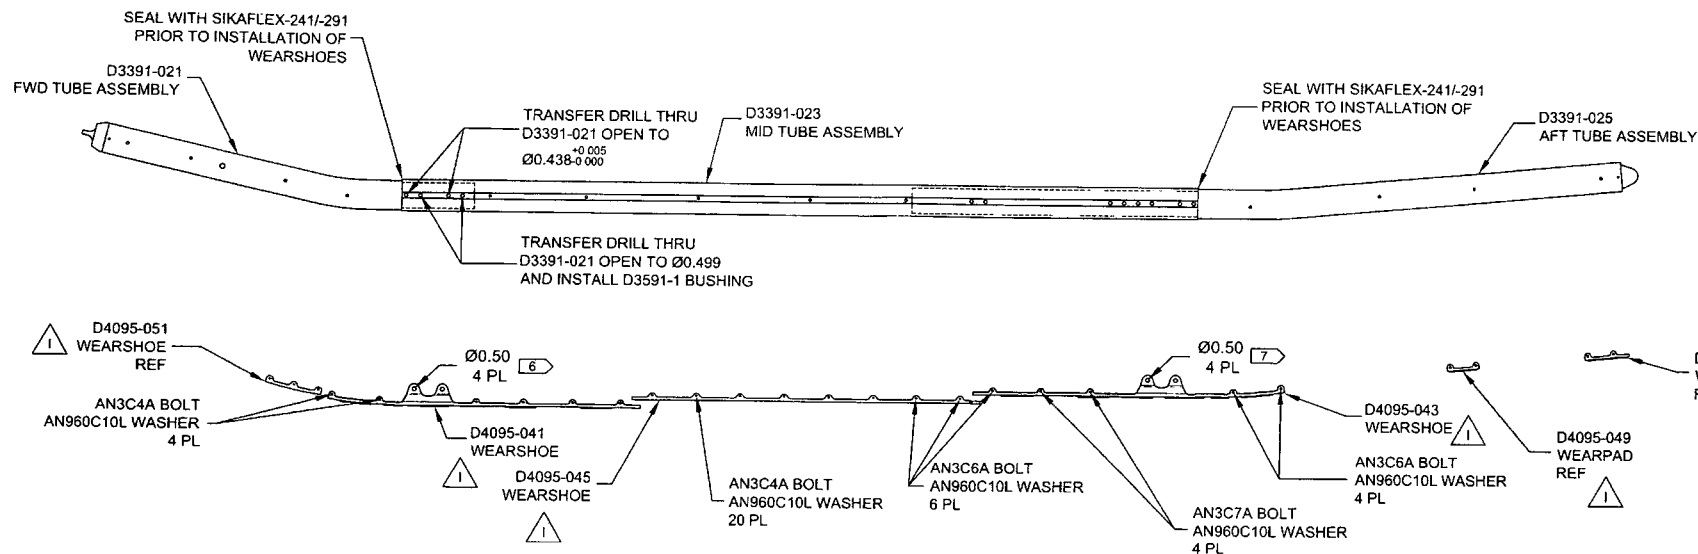 SEAL WITH SIKAFLEX-241/-291
PRIOR TO INSTALLATION OF
WEARSHOES
D3391-021
FWD TUBE ASSEMBLY
TRANSFER DRILL THRU
D3391-021 OPEN TO
Ø0.438 +0.005 -0.000
D3391-023
MID TUBE ASSEMBLY
SEAL WITH SIKAFLEX-241/-291
PRIOR TO INSTALLATION OF
WEARSHOES
D3391-025
AFT TUBE ASSEMBLY
TRANSFER DRILL THRU
D3391-021 OPEN TO Ø0.499
AND INSTALL D3591-1 BUSHING
1
D4095-051
WEARSHOE
REF
Ø0.50
4 PL
6
AN3C4A BOLT
AN960C10L WASHER
4 PL
D4095-041
WEARSHOE
1
D4095-045
WEARSHOE
1
AN3C4A BOLT
AN960C10L WASHER
20 PL
AN3C6A BOLT
AN960C10L WASHER
6 PL
Ø0.50
4 PL
7
AN3C7A BOLT
AN960C10L WASHER
4 PL
D4095-043
WEARSHOE
1
AN3C6A BOLT
AN960C10L WASHER
4 PL
D4095-049
WEARPAD
REF
1